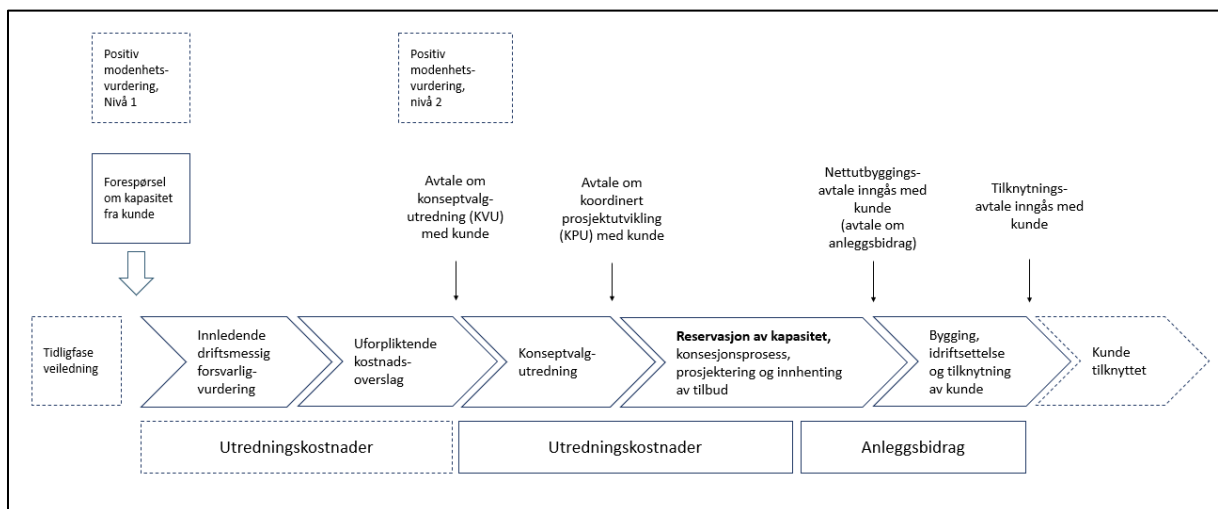 Positiv
modenhets-
vurdering,
Nivå 1
Positiv
modenhets-
vurdering,
nivå 2
Forespørsel
om kapasitet
fra kunde
Avtale om
konseptvalg-
utredning (KVU)
med kunde
Avtale om
koordinert
prosjektutvikling
(KPU) med kunde
Nettutbyggings-
avtale inngås med
kunde
(avtale om
anleggsbidrag)
Tilknytnings-
avtale inngås med
kunde
Tidligfase
veiledning
Innledende
driftsmessig
forsvarlig-
vurdering
Uforpliktende
kostnads-
overslag
Konseptvalg-
utredning
Reservasjon av kapasitet,
konsesjonsprosess,
prosjektering og innhenting
av tilbud
Bygging,
idriftsettelse
og tilknytning
av kunde
Kunde
tilknyttet
Utredningskostnader
Utredningskostnader
Anleggsbidrag